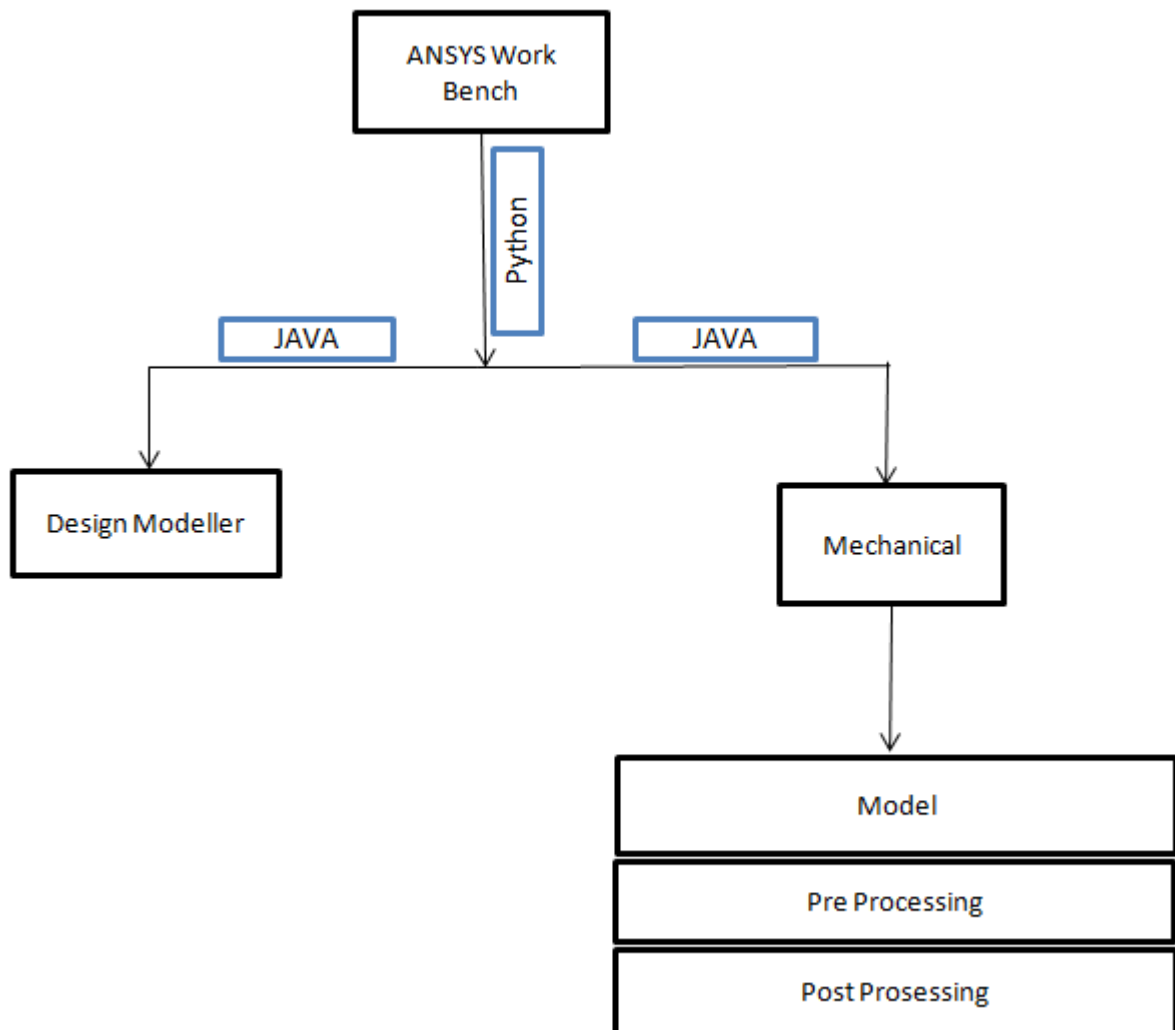 ANSYS Work
Bench
Python
JAVA
JAVA
Design Modeller
Mechanical
Model
Pre Processing
Post Prosessing